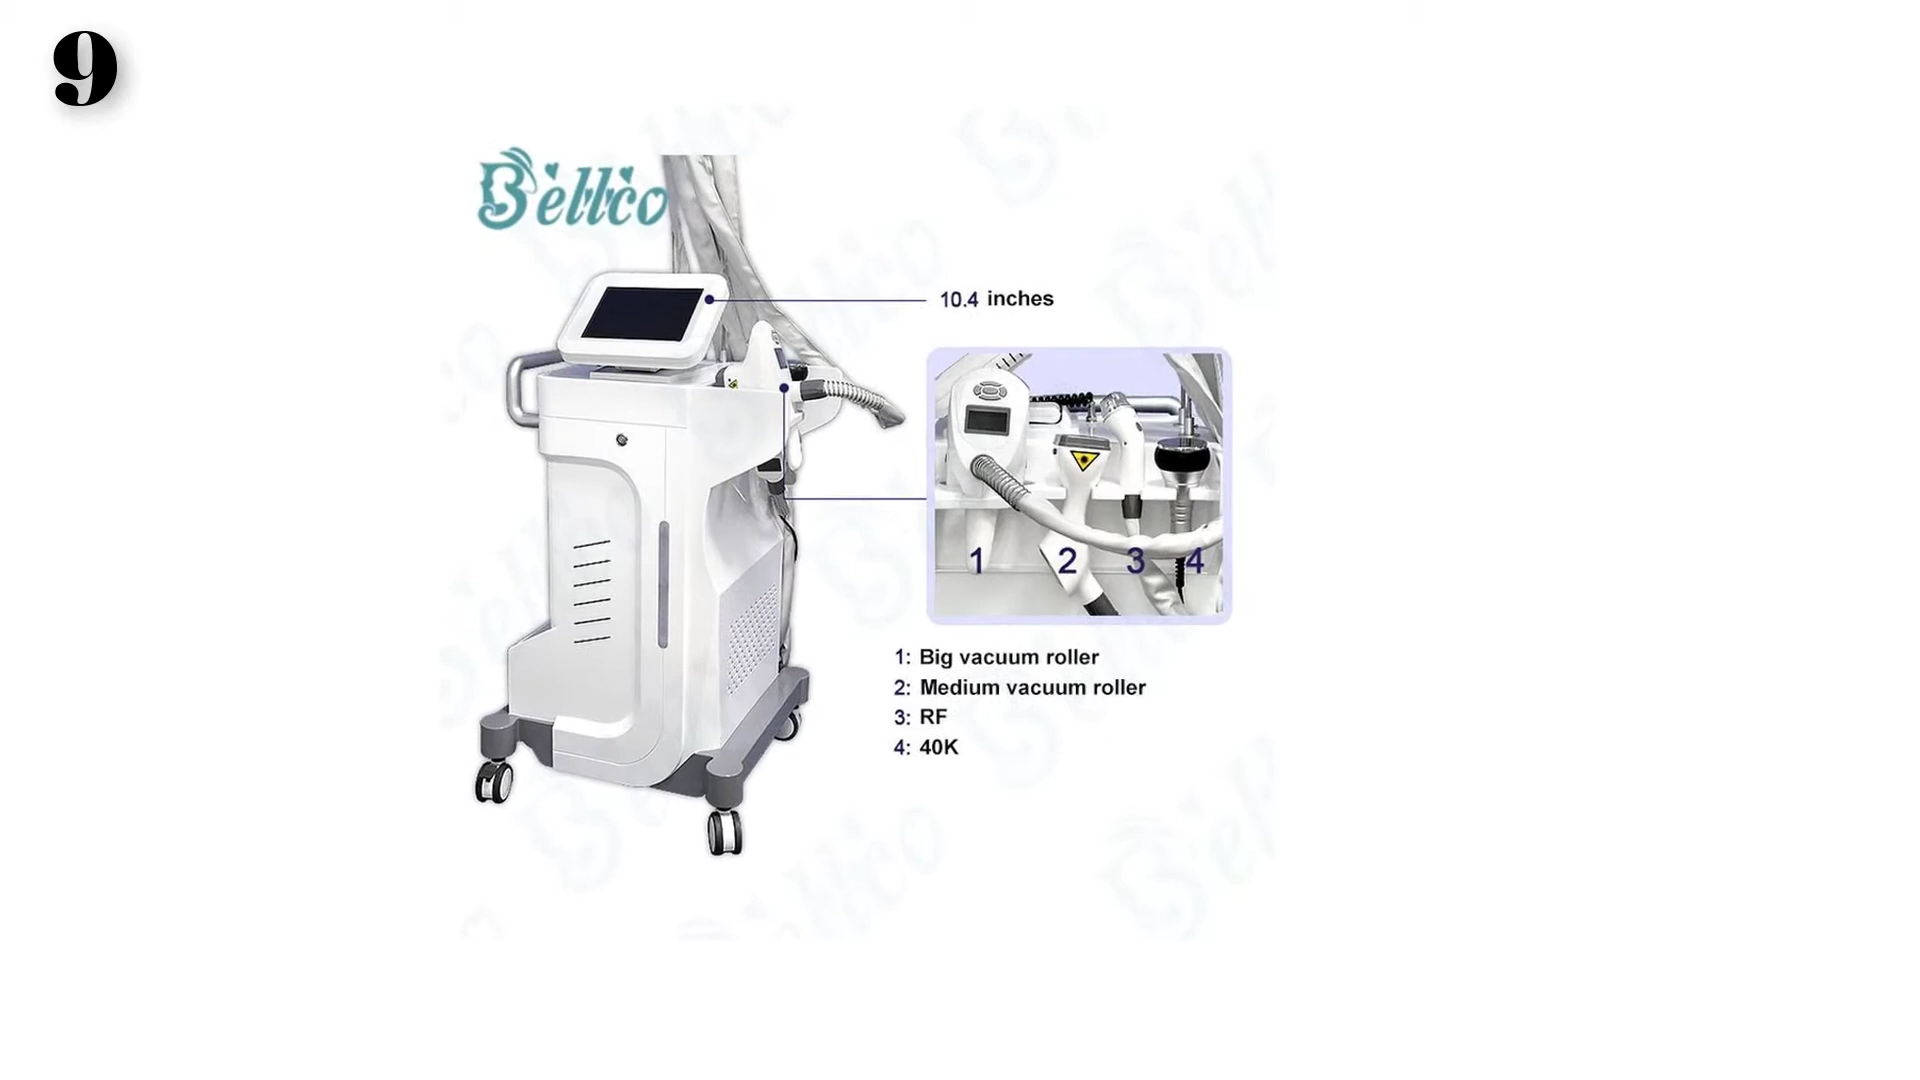 9
Bellco
10.4 inches
1 2 3 4
1: Big vacuum roller
2: Medium vacuum roller
3: RF
4: 40K